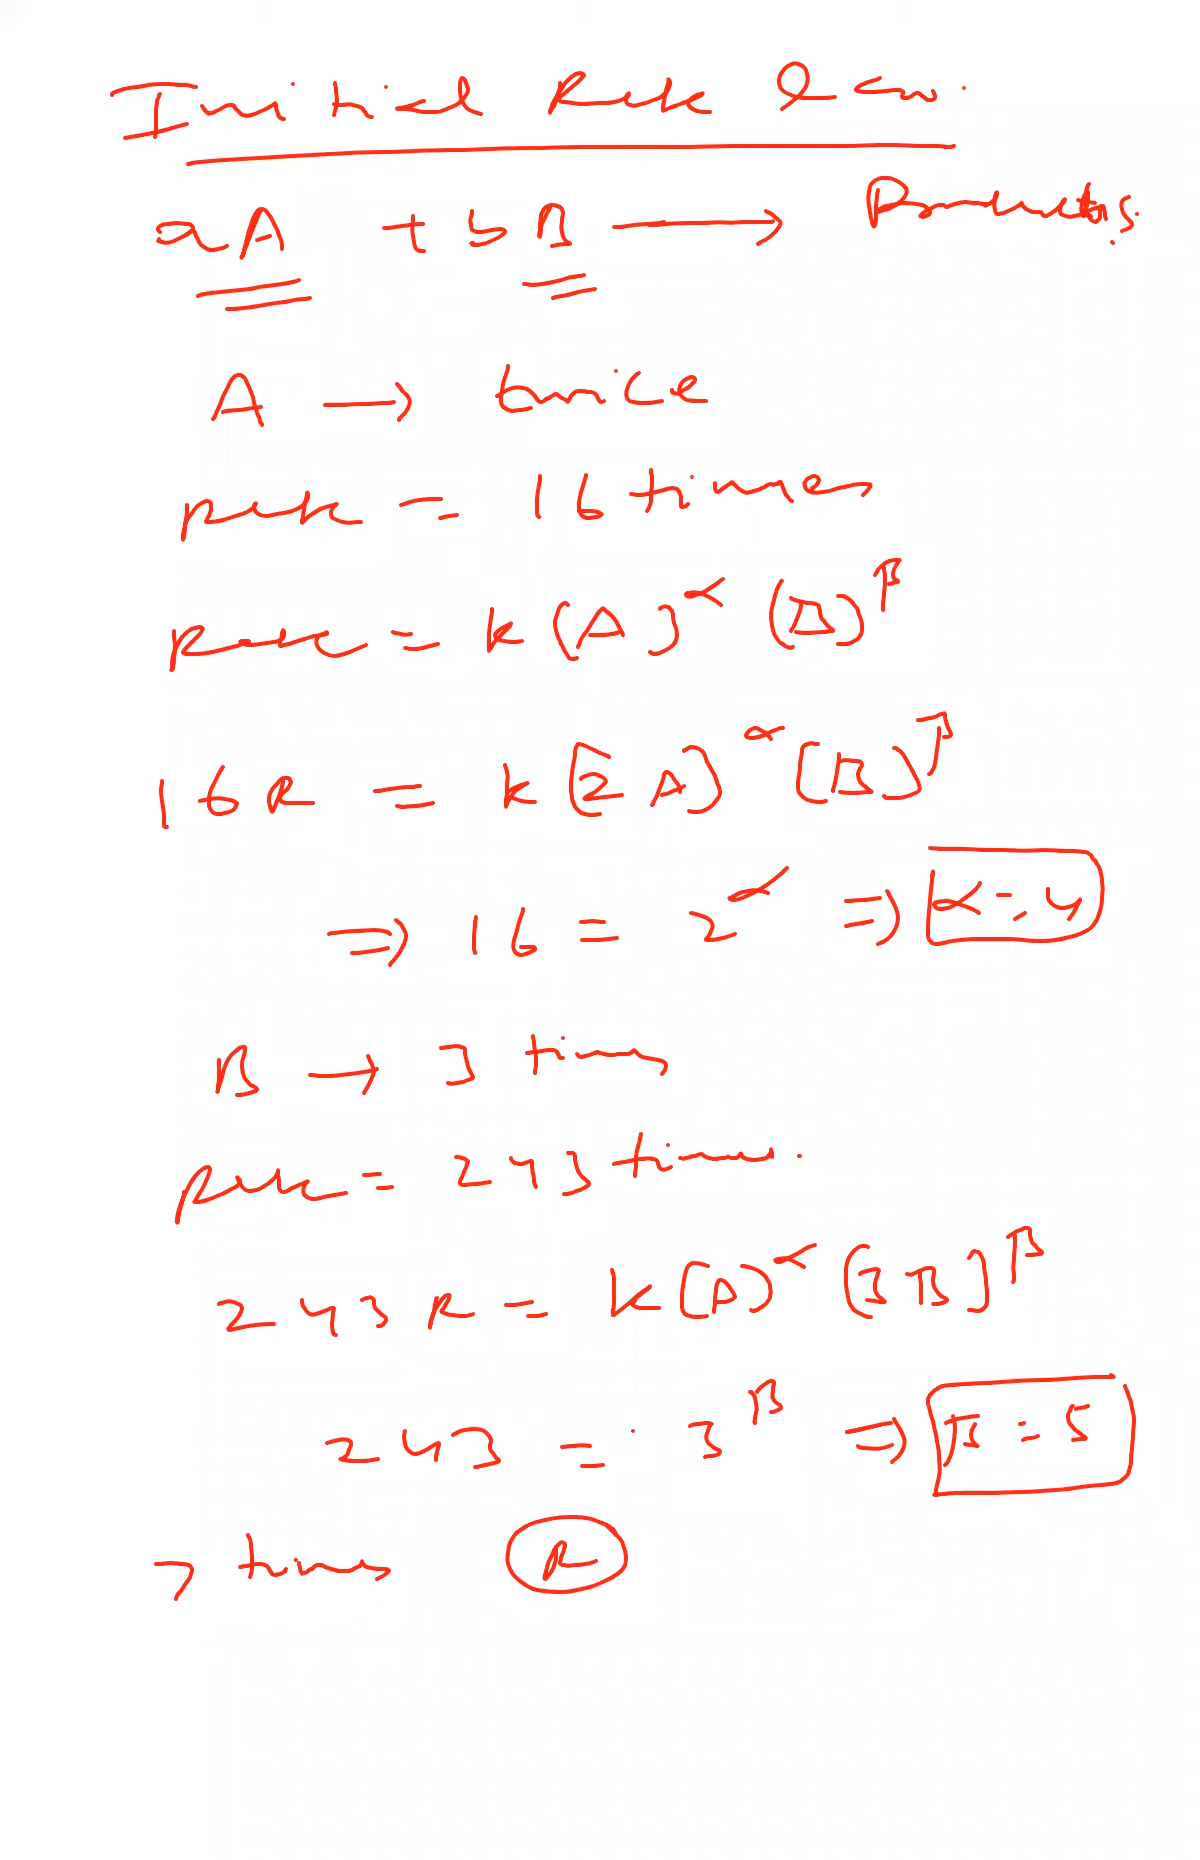 Initial Rate law.
aA + bB ⟶ Products.
A → twice
Rate = 16 times
Rate = k[A]^α [B]^β
16R = k[2A]^α [B]^β
⇒ 16 = 2^α ⇒ α = 4
B → 3 times
Rate = 243 times.
243R = k[A]^α [3B]^β
243 = 3^β ⇒ β = 5
7 times R